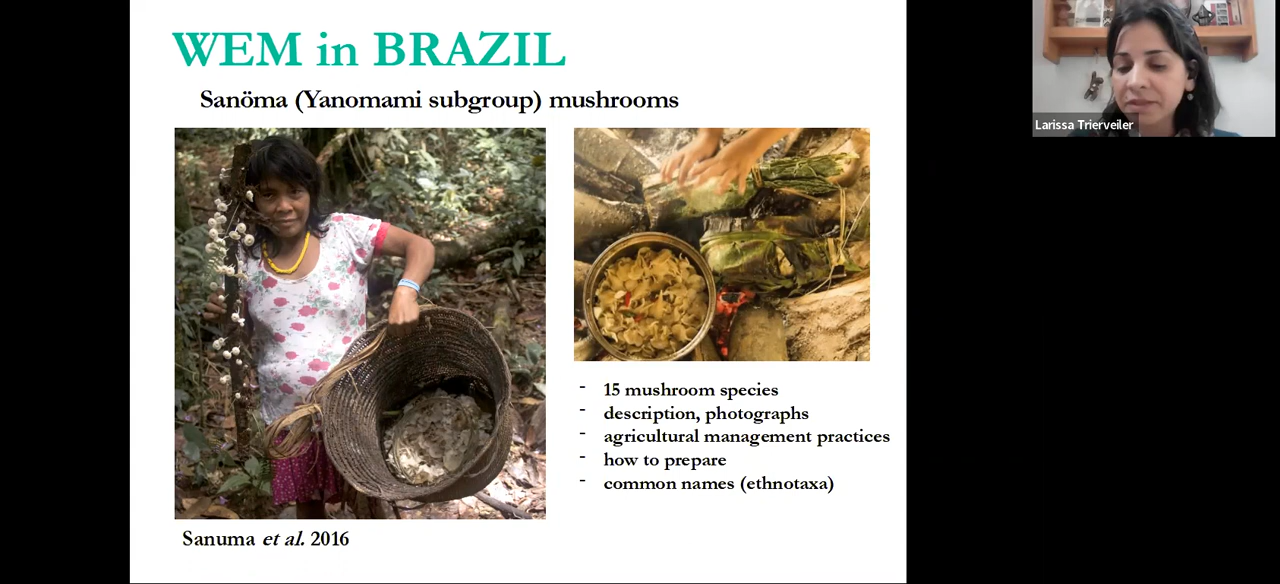 WEM in BRAZIL
Sanöma (Yanomami subgroup) mushrooms
- 15 mushroom species
- description, photographs
- agricultural management practices
- how to prepare
- common names (ethnotaxa)
Sanuma et al. 2016
Larissa Trierveiler